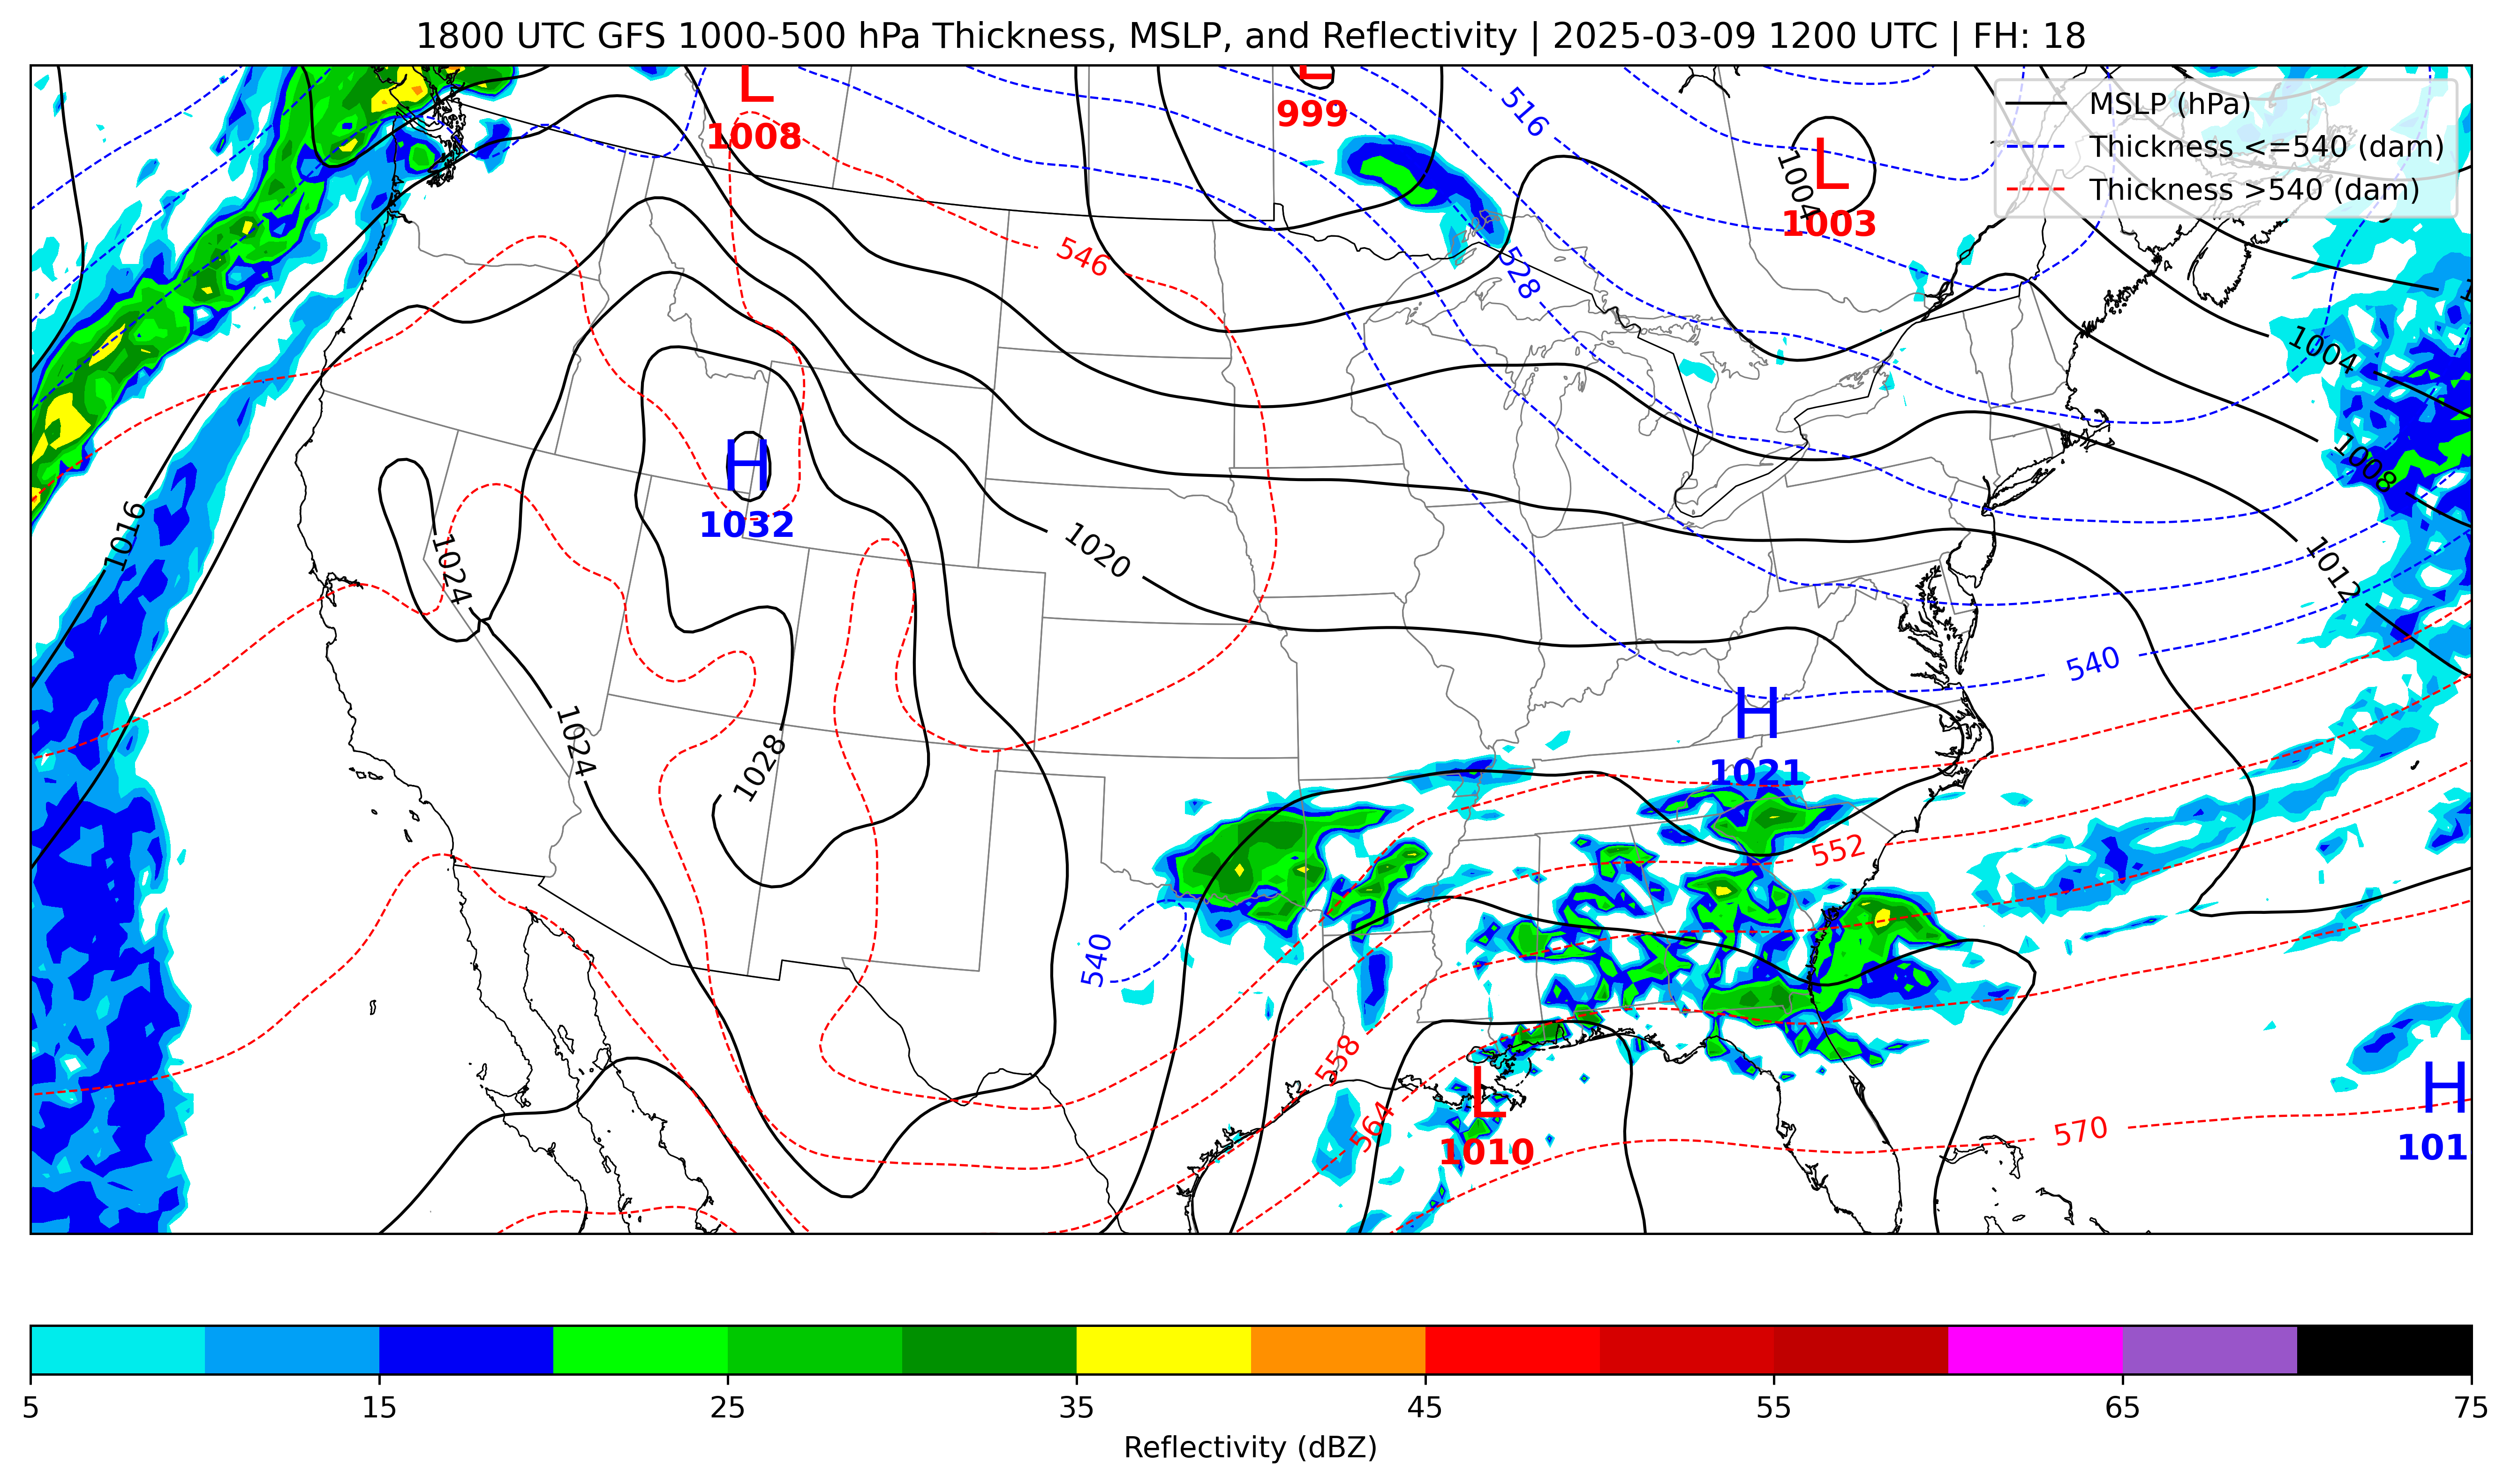 1800 UTC GFS 1000-500 hPa Thickness, MSLP, and Reflectivity | 2025-03-09 1200 UTC | FH: 18
MSLP (hPa)
Thickness <=540 (dam)
Thickness >540 (dam)
L
1008
L
999
516
L
1004
1003
546
528
1004
1008
H
1032
1016
1024
1020
1012
540
H
1021
1024
1028
552
540
558
564
L
1010
570
H
101
5
15
25
35
45
55
65
75
Reflectivity (dBZ)